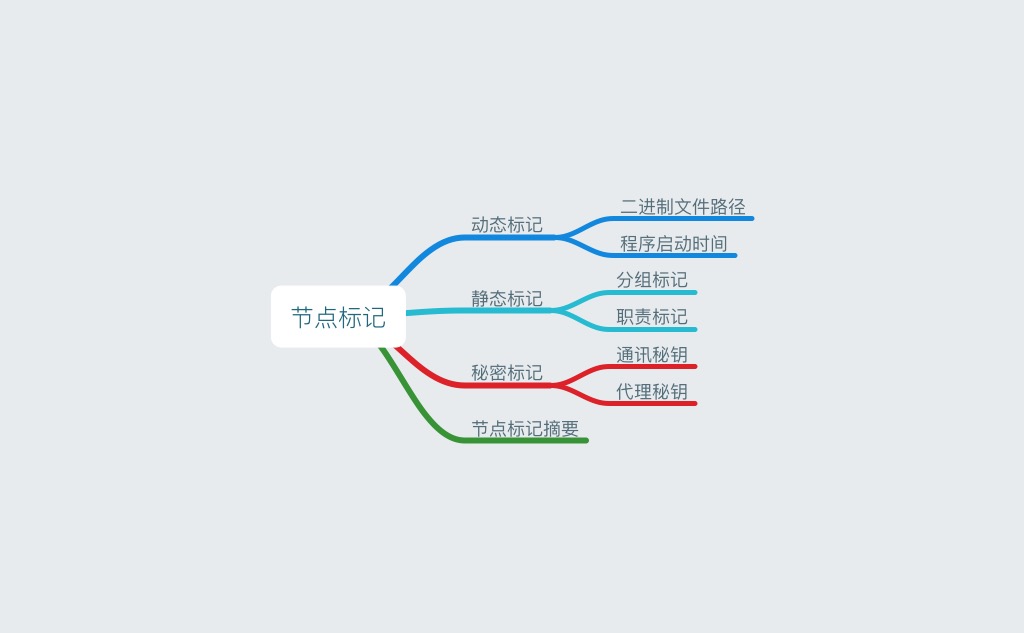 节点标记
动态标记
二进制文件路径
程序启动时间
静态标记
分组标记
职责标记
秘密标记
通讯秘钥
代理秘钥
节点标记摘要